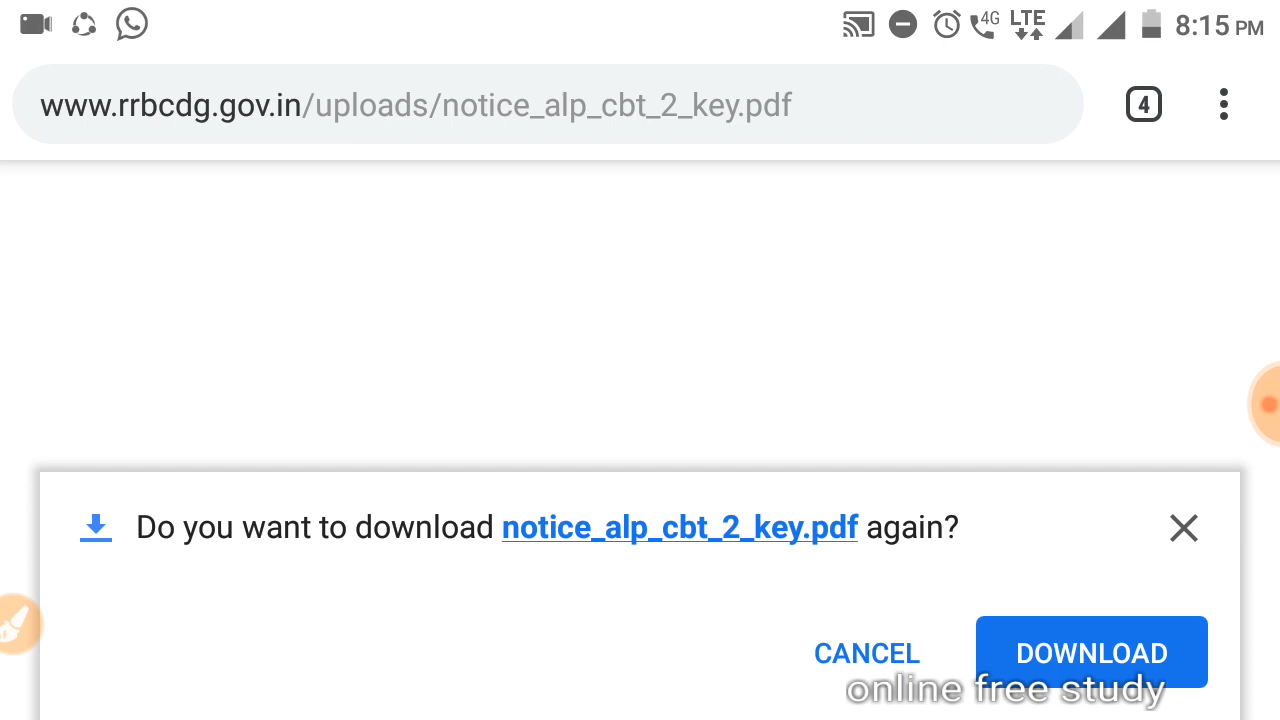 4G LTE 8:15 PM
www.rrbcdg.gov.in/uploads/notice_alp_cbt_2_key.pdf 4
Do you want to download notice_alp_cbt_2_key.pdf again?
CANCEL DOWNLOAD
online free study